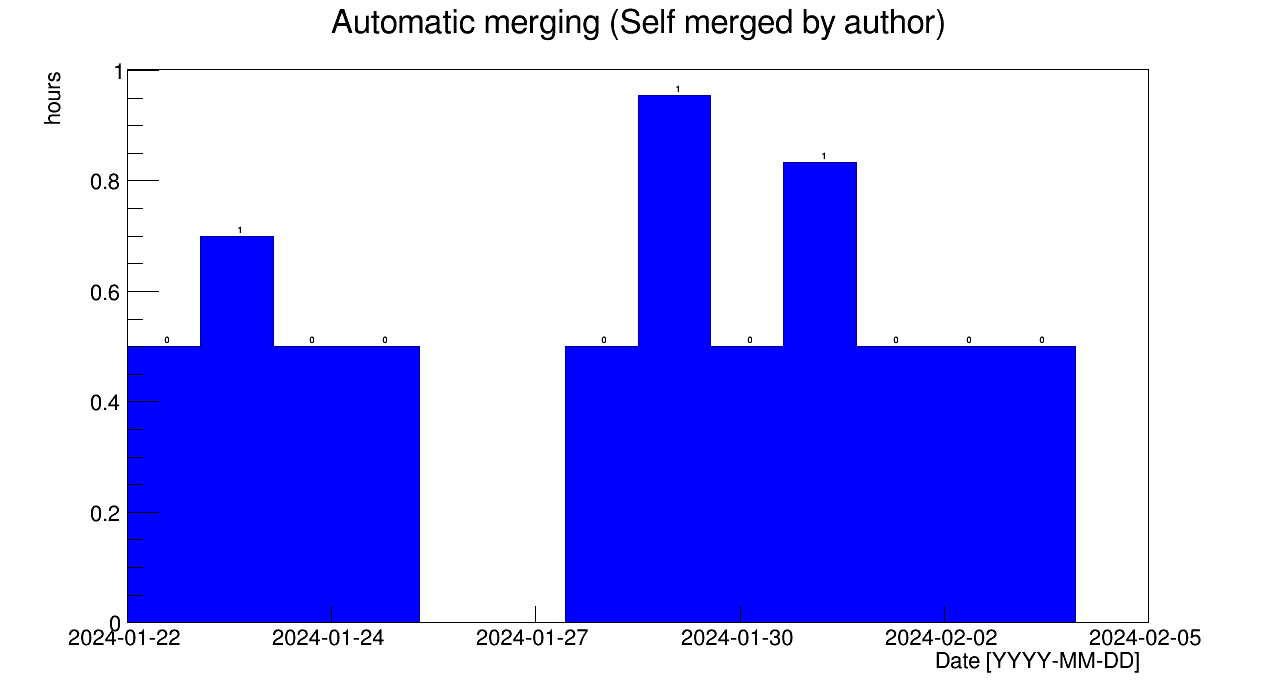 Automatic merging (Self merged by author)
hours
1
0.8
0.6
0.4
0.2
0
0 1 0 0 0 1 0 1 0 0 0
2024-01-22 2024-01-24 2024-01-27 2024-01-30 2024-02-02 2024-02-05
Date [YYYY-MM-DD]